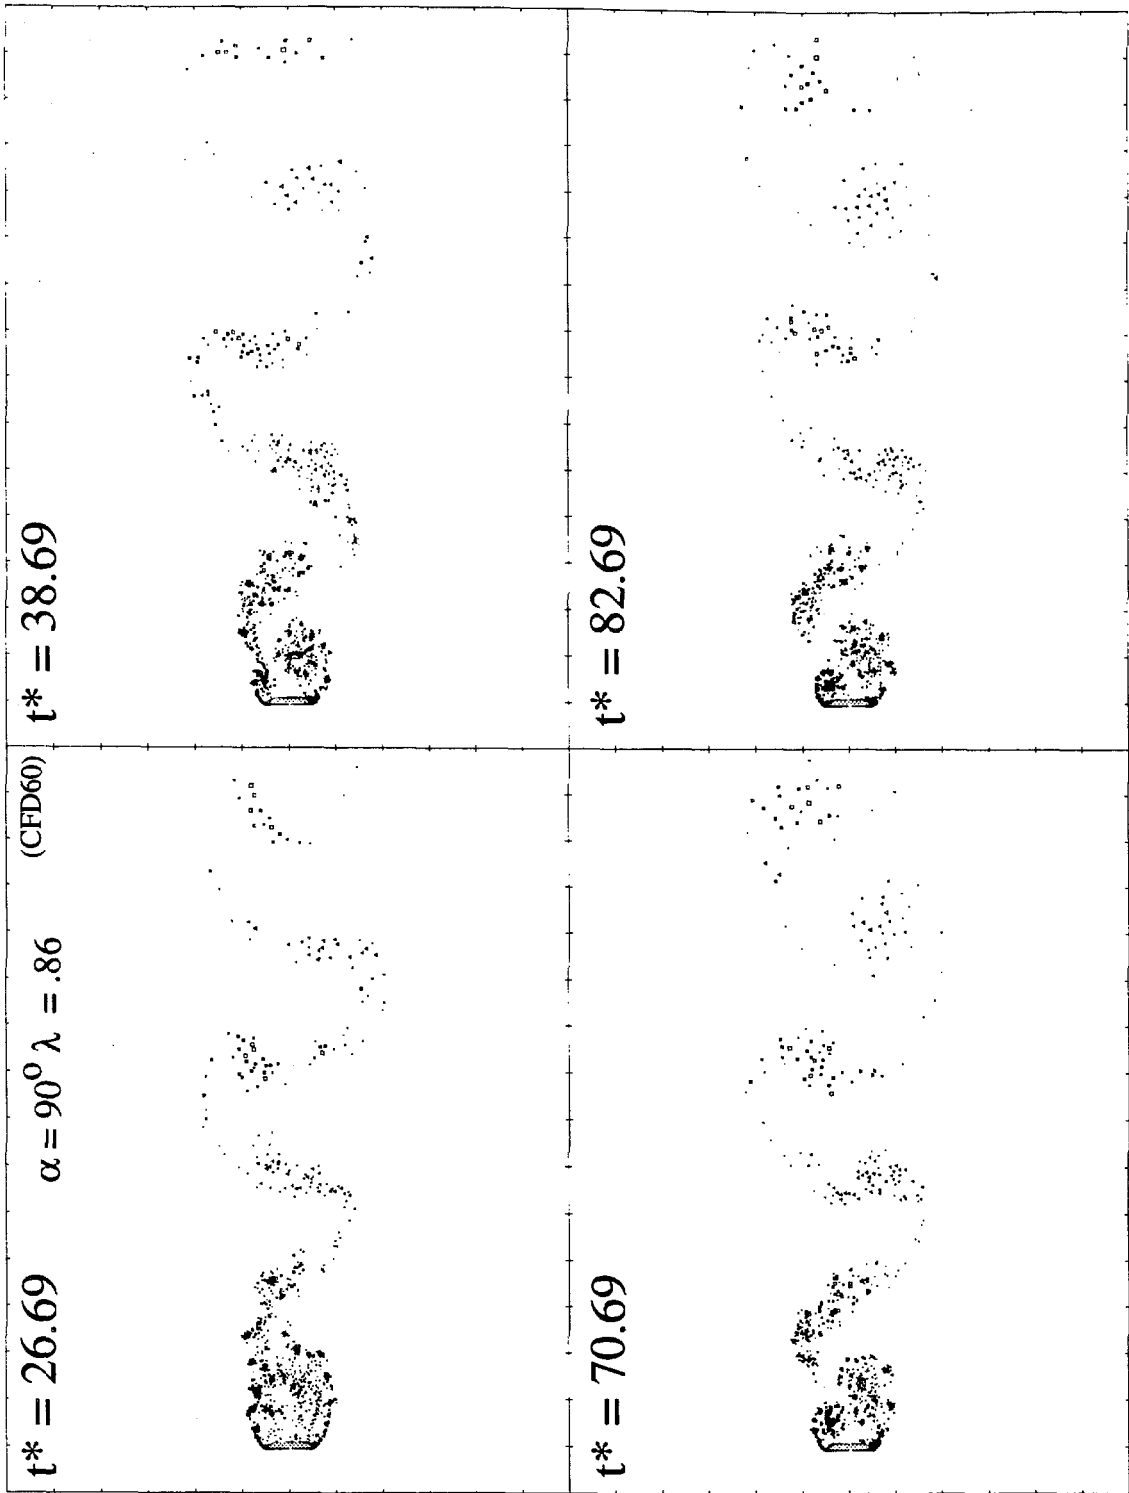 t* = 26.69
α = 90° λ = .86
(CFD60)
t* = 38.69
t* = 70.69
t* = 82.69